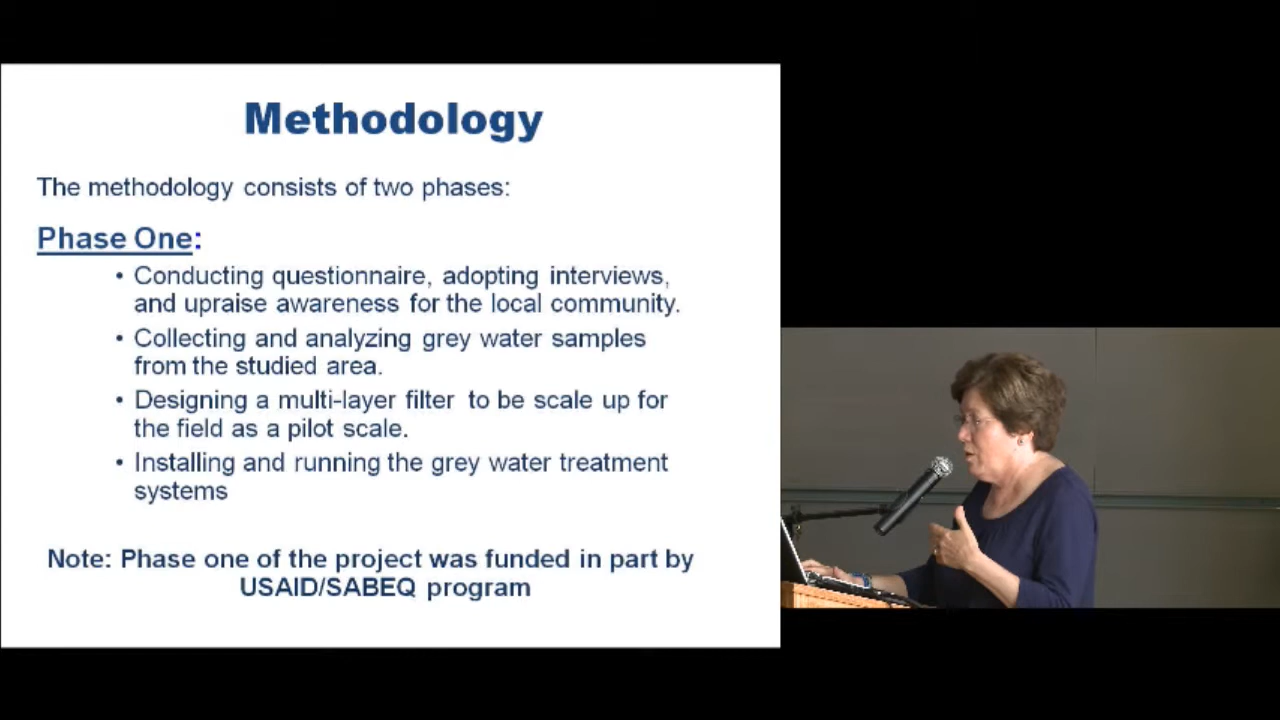 Methodology
The methodology consists of two phases:
Phase One:
• Conducting questionnaire, adopting interviews,
and upraise awareness for the local community.
• Collecting and analyzing grey water samples
from the studied area.
• Designing a multi-layer filter to be scale up for
the field as a pilot scale.
• Installing and running the grey water treatment
systems
Note: Phase one of the project was funded in part by
USAID/SABEQ program